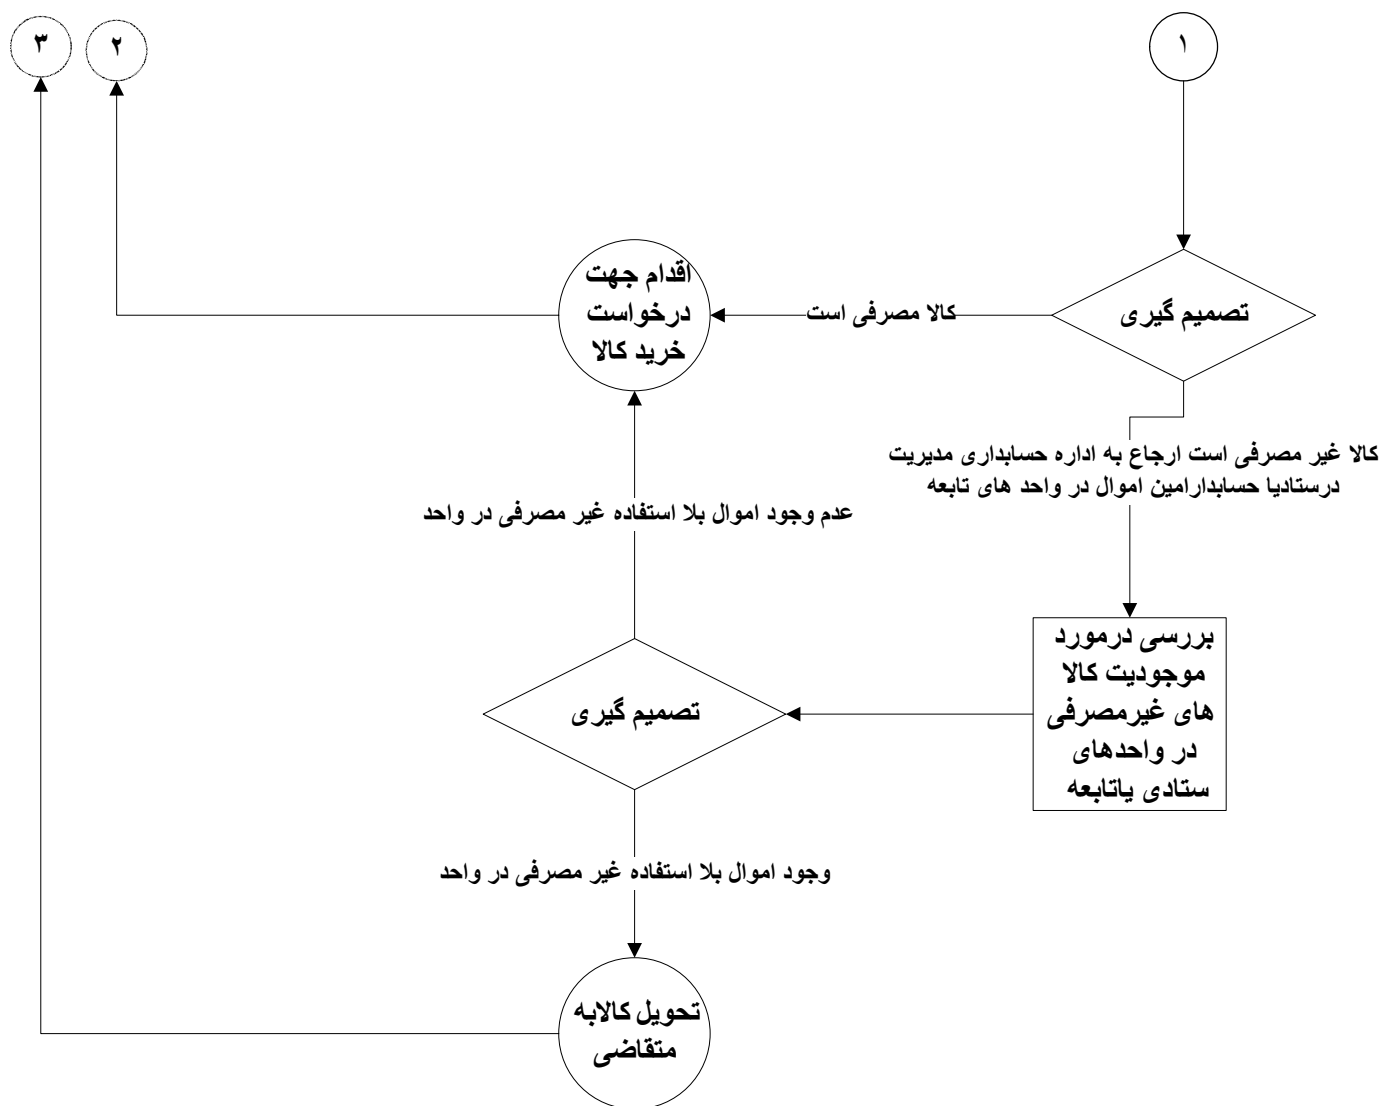 ۱
۲
۳
تصمیم گیری
کالا مصرفی است
اقدام جهت
درخواست
خرید کالا
کالا غیر مصرفی است ارجاع به اداره حسابداری مدیریت
درستادیا حسابدارامین اموال در واحد های تابعه
بررسی درمورد
موجودیت کالا
های غیرمصرفی
در واحدهای
ستادی یاتابعه
تصمیم گیری
عدم وجود اموال بلا استفاده غیر مصرفی در واحد
وجود اموال بلا استفاده غیر مصرفی در واحد
تحویل کالابه
متقاضی